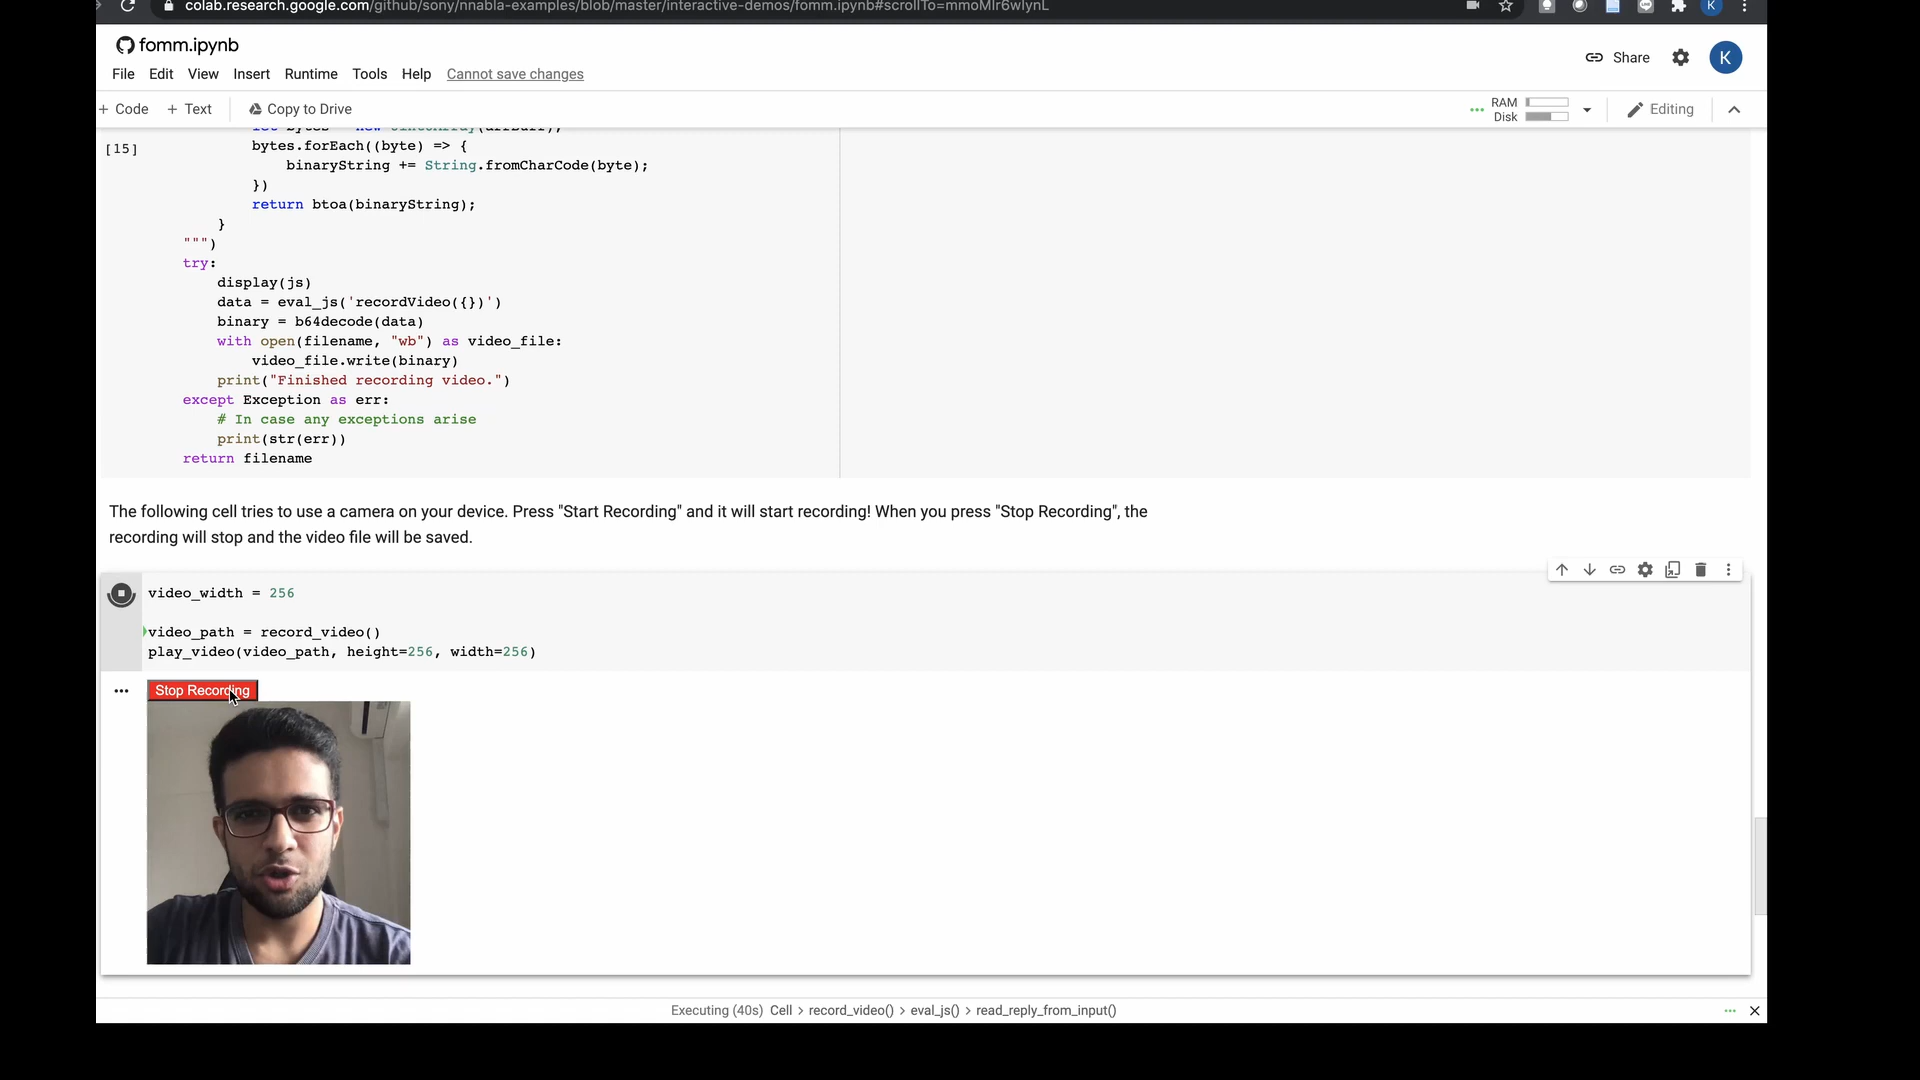 colab.research.google.com/github/sony/nnabla-examples/blob/master/interactive-demos/fomm.ipynb#scrollTo=mmoMlr6wlynL
K
fomm.ipynb
Share
K
File Edit View Insert Runtime Tools Help Cannot save changes
+ Code + Text Copy to Drive
RAM
Disk
Editing
[15]
bytes.forEach((byte) => {
binaryString += String.fromCharCode(byte);
})
return btoa(binaryString);
}
""")
try:
display(js)
data = eval_js('recordVideo({})')
binary = b64decode(data)
with open(filename, "wb") as video_file:
video_file.write(binary)
print("Finished recording video.")
except Exception as err:
# In case any exceptions arise
print(str(err))
return filename
The following cell tries to use a camera on your device. Press "Start Recording" and it will start recording! When you press "Stop Recording", the
recording will stop and the video file will be saved.
video_width = 256
video_path = record_video()
play_video(video_path, height=256, width=256)
Stop Recording
Executing (40s) Cell > record_video() > eval_js() > read_reply_from_input()